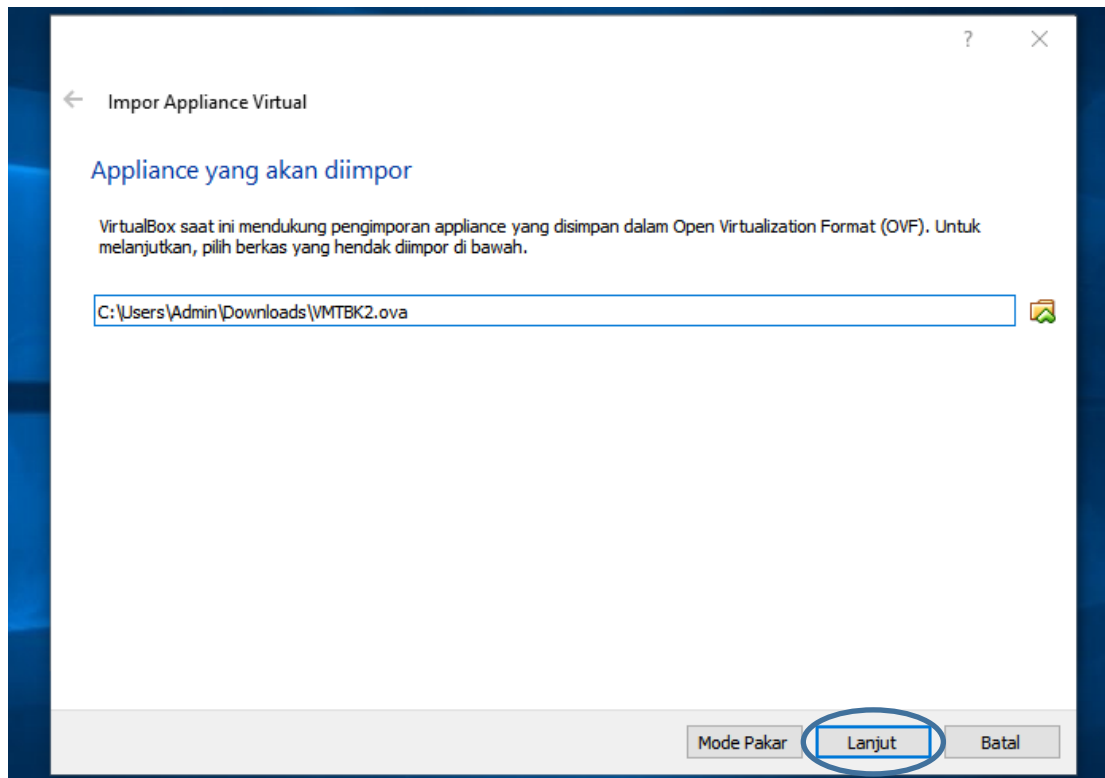 ?
Impor Appliance Virtual
Appliance yang akan diimpor
VirtualBox saat ini mendukung pengimporan appliance yang disimpan dalam Open Virtualization Format (OVF). Untuk
melanjutkan, pilih berkas yang hendak diimpor di bawah.
C:\Users\Admin\Downloads\VMTBK2.ova
Mode Pakar Lanjut Batal